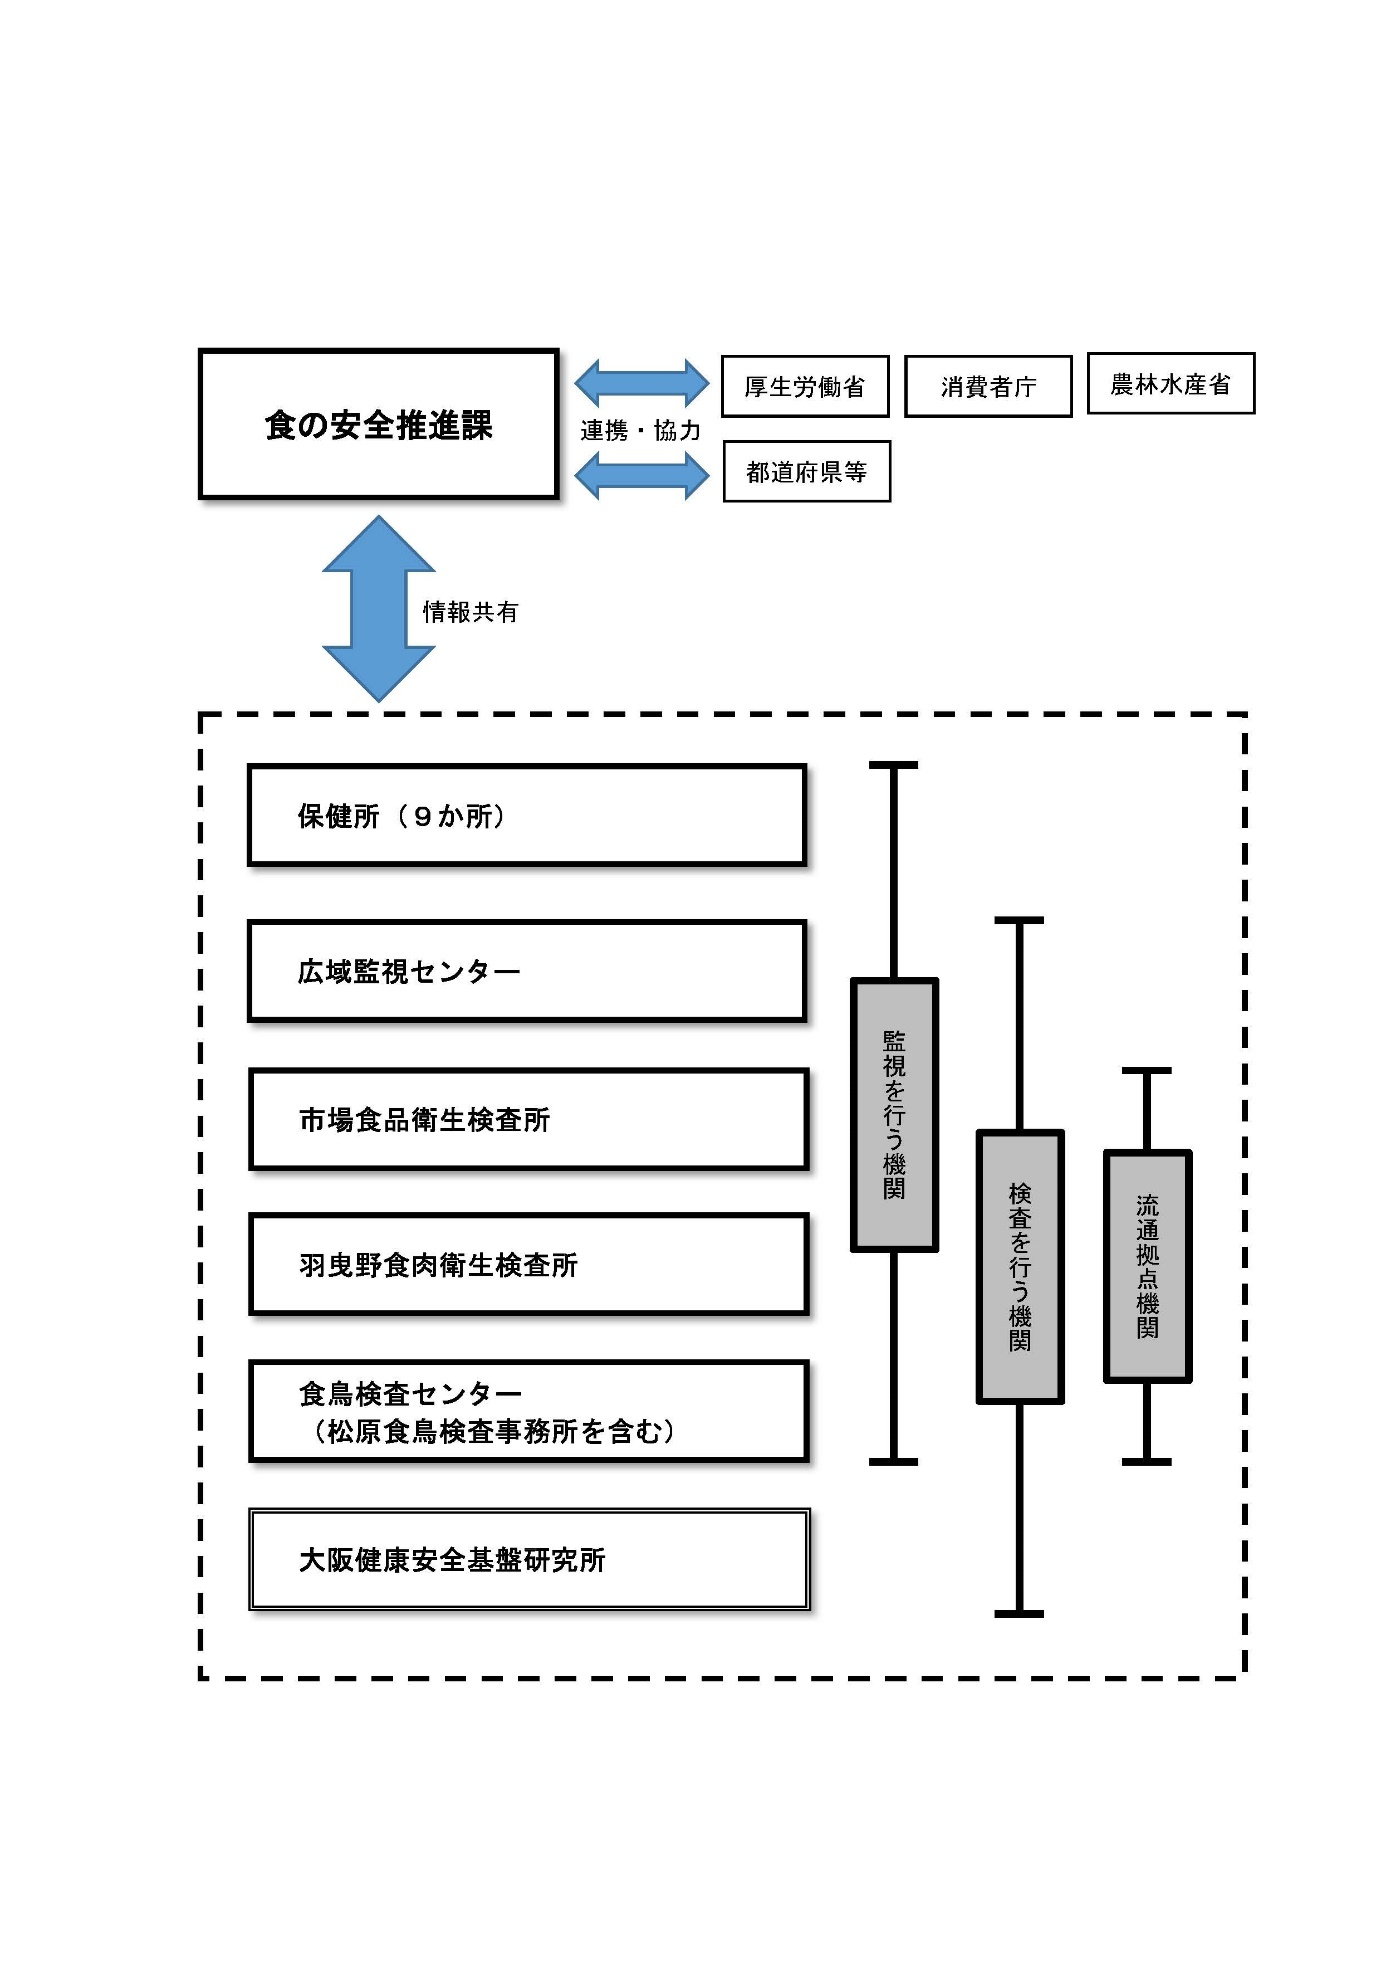 食の安全推進課
厚生労働省
消費者庁
農林水産省
連携・協力
都道府県等
情報共有
保健所（９か所）
広域監視センター
市場食品衛生検査所
羽曳野食肉衛生検査所
食鳥検査センター
（松原食鳥検査事務所を含む）
大阪健康安全基盤研究所
監視を行う機関
検査を行う機関
流通拠点機関